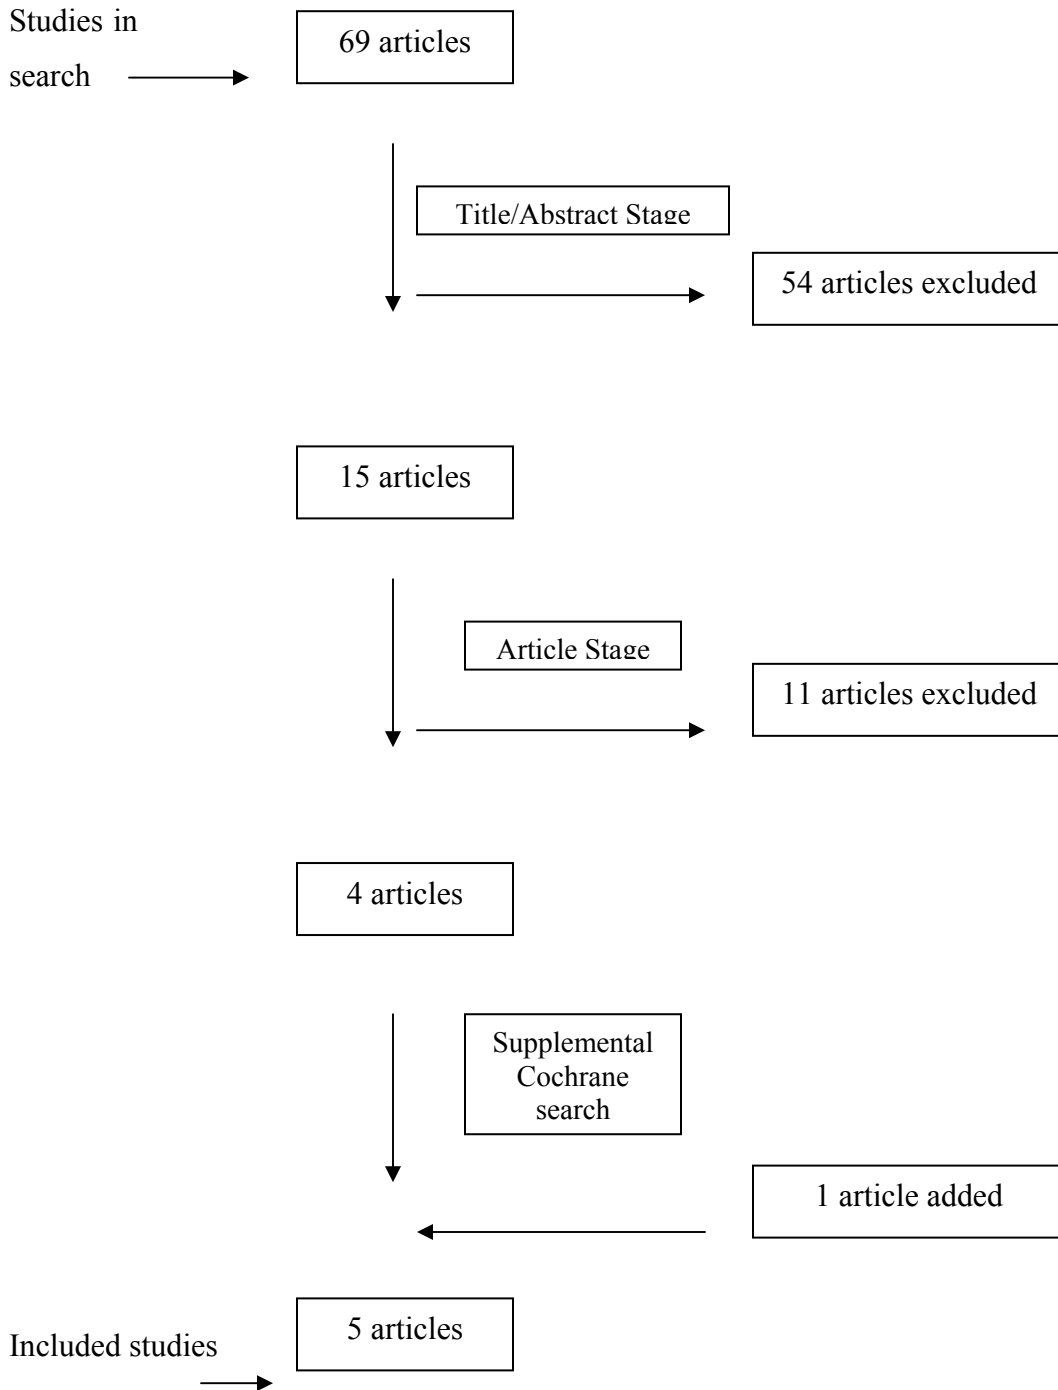 Studies in
search
69 articles
Title/Abstract Stage
54 articles excluded
15 articles
Article Stage
11 articles excluded
4 articles
Supplemental
Cochrane
search
1 article added
5 articles
Included studies